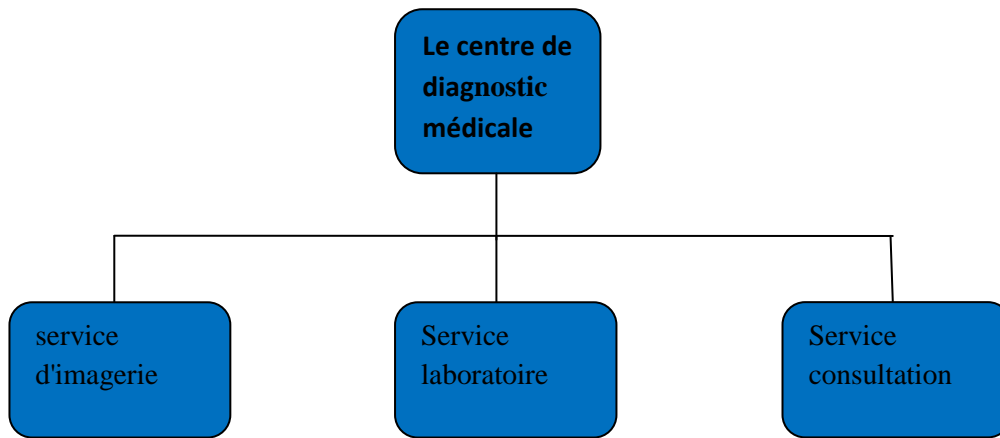 Le centre de
diagnostic
médicale
service
d'imagerie
Service
laboratoire
Service
consultation